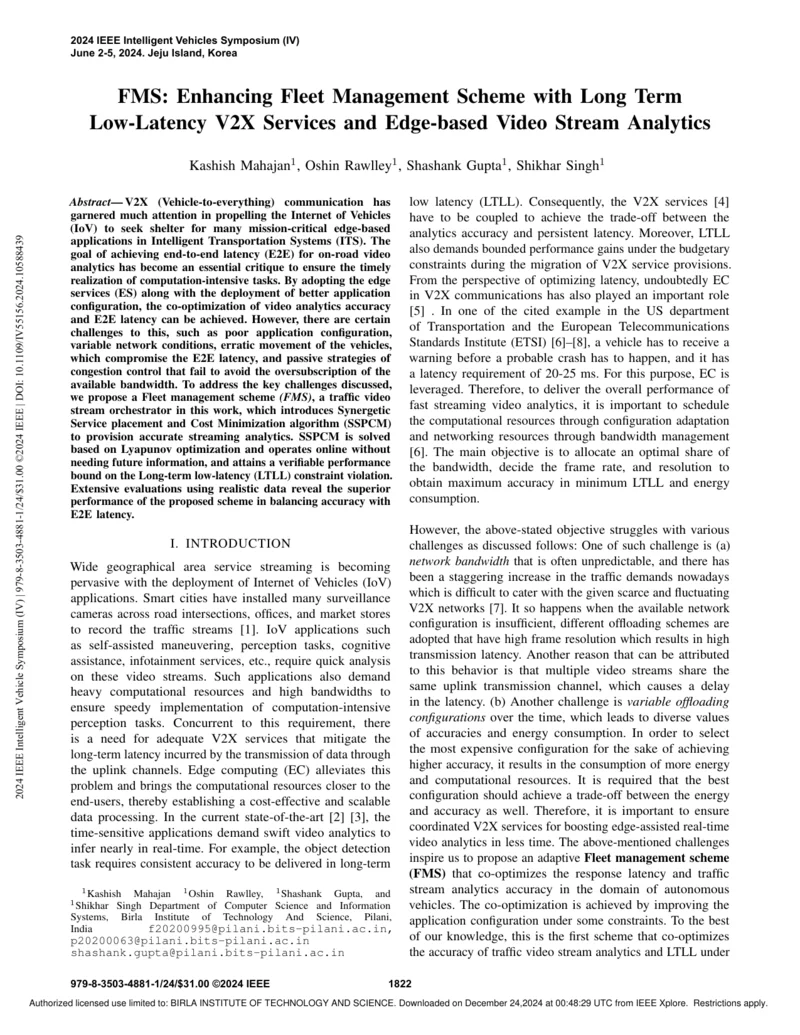 2024 IEEE Intelligent Vehicles Symposium (IV)
June 2-5, 2024. Jeju Island, Korea
FMS: Enhancing Fleet Management Scheme with Long Term
Low-Latency V2X Services and Edge-based Video Stream Analytics
Kashish Mahajan1, Oshin Rawlley1, Shashank Gupta1, Shikhar Singh1
Abstract— V2X (Vehicle-to-everything) communication has
garnered much attention in propelling the Internet of Vehicles
(IoV) to seek shelter for many mission-critical edge-based
applications in Intelligent Transportation Systems (ITS). The
goal of achieving end-to-end latency (E2E) for on-road video
analytics has become an essential critique to ensure the timely
realization of computation-intensive tasks. By adopting the edge
services (ES) along with the deployment of better application
configuration, the co-optimization of video analytics accuracy
and E2E latency can be achieved. However, there are certain
challenges to this, such as poor application configuration,
variable network conditions, erratic movement of the vehicles,
which compromise the E2E latency, and passive strategies of
congestion control that fail to avoid the oversubscription of the
available bandwidth. To address the key challenges discussed,
we propose a Fleet management scheme (FMS), a traffic video
stream orchestrator in this work, which introduces Synergetic
Service placement and Cost Minimization algorithm (SSPCM)
to provision accurate streaming analytics. SSPCM is solved
based on Lyapunov optimization and operates online without
needing future information, and attains a verifiable performance
bound on the Long-term low-latency (LTLL) constraint violation.
Extensive evaluations using realistic data reveal the superior
performance of the proposed scheme in balancing accuracy with
E2E latency.
I. INTRODUCTION
Wide geographical area service streaming is becoming
pervasive with the deployment of Internet of Vehicles (IoV)
applications. Smart cities have installed many surveillance
cameras across road intersections, offices, and market stores
to record the traffic streams [1]. IoV applications such
as self-assisted maneuvering, perception tasks, cognitive
assistance, infotainment services, etc., require quick analysis
on these video streams. Such applications also demand
heavy computational resources and high bandwidths to
ensure speedy implementation of computation-intensive
perception tasks. Concurrent to this requirement, there
is a need for adequate V2X services that mitigate the
long-term latency incurred by the transmission of data through
the uplink channels. Edge computing (EC) alleviates this
problem and brings the computational resources closer to the
end-users, thereby establishing a cost-effective and scalable
data processing. In the current state-of-the-art [2] [3], the
time-sensitive applications demand swift video analytics to
infer nearly in real-time. For example, the object detection
task requires consistent accuracy to be delivered in long-term
1Kashish Mahajan 1Oshin Rawlley, 1Shashank Gupta, and
1Shikhar Singh Department of Computer Science and Information
Systems, Birla Institute of Technology And Science, Pilani,
India f20200995@pilani.bits-pilani.ac.in,
p20200063@pilani.bits-pilani.ac.in
shashank.gupta@pilani.bits-pilani.ac.in
low latency (LTLL). Consequently, the V2X services [4]
have to be coupled to achieve the trade-off between the
analytics accuracy and persistent latency. Moreover, LTLL
also demands bounded performance gains under the budgetary
constraints during the migration of V2X service provisions.
From the perspective of optimizing latency, undoubtedly EC
in V2X communications has also played an important role
[5] . In one of the cited example in the US department
of Transportation and the European Telecommunications
Standards Institute (ETSI) [6]–[8], a vehicle has to receive a
warning before a probable crash has to happen, and it has
a latency requirement of 20-25 ms. For this purpose, EC is
leveraged. Therefore, to deliver the overall performance of
fast streaming video analytics, it is important to schedule
the computational resources through configuration adaptation
and networking resources through bandwidth management
[6]. The main objective is to allocate an optimal share of
the bandwidth, decide the frame rate, and resolution to
obtain maximum accuracy in minimum LTLL and energy
consumption.
However, the above-stated objective struggles with various
challenges as discussed follows: One of such challenge is (a)
network bandwidth that is often unpredictable, and there has
been a staggering increase in the traffic demands nowadays
which is difficult to cater with the given scarce and fluctuating
V2X networks [7]. It so happens when the available network
configuration is insufficient, different offloading schemes are
adopted that have high frame resolution which results in high
transmission latency. Another reason that can be attributed
to this behavior is that multiple video streams share the
same uplink transmission channel, which causes a delay
in the latency. (b) Another challenge is variable offloading
configurations over the time, which leads to diverse values
of accuracies and energy consumption. In order to select
the most expensive configuration for the sake of achieving
higher accuracy, it results in the consumption of more energy
and computational resources. It is required that the best
configuration should achieve a trade-off between the energy
and accuracy as well. Therefore, it is important to ensure
coordinated V2X services for boosting edge-assisted real-time
video analytics in less time. The above-mentioned challenges
inspire us to propose an adaptive Fleet management scheme
(FMS) that co-optimizes the response latency and traffic
stream analytics accuracy in the domain of autonomous
vehicles. The co-optimization is achieved by improving the
application configuration under some constraints. To the best
of our knowledge, this is the first scheme that co-optimizes
the accuracy of traffic video stream analytics and LTLL under
2024 IEEE Intelligent Vehicle Symposium (IV) | 979-8-3503-4881-1/24/$31.00 ©2024 IEEE | DOI: 10.1109/IV55156.2024.10588439
979-8-3503-4881-1/24/$31.00 ©2024 IEEE
1822
Authorized licensed use limited to: BIRLA INSTITUTE OF TECHNOLOGY AND SCIENCE. Downloaded on December 24,2024 at 00:48:29 UTC from IEEE Xplore. Restrictions apply.